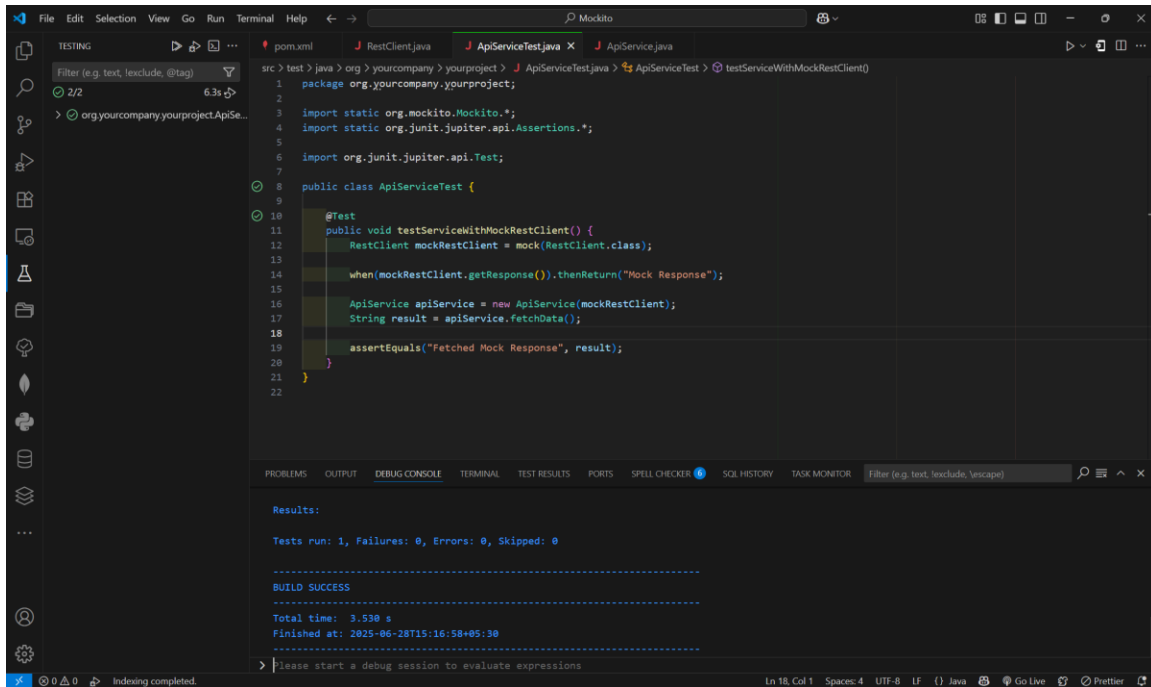 File Edit Selection View Go Run Terminal Help
Mockito
TESTING
Filter (e.g. text, !exclude, @tag)
2/2 6.3s
org.yourcompany.yourproject.ApiSe...
pom.xml J RestClient.java J ApiServiceTest.java J ApiService.java
src > test > java > org > yourcompany > yourproject > J ApiServiceTest.java > ApiServiceTest > testServiceWithMockRestClient()
1 package org.yourcompany.yourproject;
2
3 import static org.mockito.Mockito.*;
4 import static org.junit.jupiter.api.Assertions.*;
5
6 import org.junit.jupiter.api.Test;
7
8 public class ApiServiceTest {
9
10 @Test
11 public void testServiceWithMockRestClient() {
12 RestClient mockRestClient = mock(RestClient.class);
13
14 when(mockRestClient.getResponse()).thenReturn("Mock Response");
15
16 ApiService apiService = new ApiService(mockRestClient);
17 String result = apiService.fetchData();
18
19 assertEquals("Fetched Mock Response", result);
20 }
21 }
22
PROBLEMS OUTPUT DEBUG CONSOLE TERMINAL TEST RESULTS PORTS SPELL CHECKER 6 SQL HISTORY TASK MONITOR Filter (e.g. text, !exclude, \escape)
Results:
Tests run: 1, Failures: 0, Errors: 0, Skipped: 0
------------------------------------------------------------------------
BUILD SUCCESS
------------------------------------------------------------------------
Total time: 3.530 s
Finished at: 2025-06-28T15:16:58+05:30
------------------------------------------------------------------------
> Please start a debug session to evaluate expressions
0 0 Indexing completed. Ln 18, Col 1 Spaces: 4 UTF-8 LF {} Java Go Live Prettier